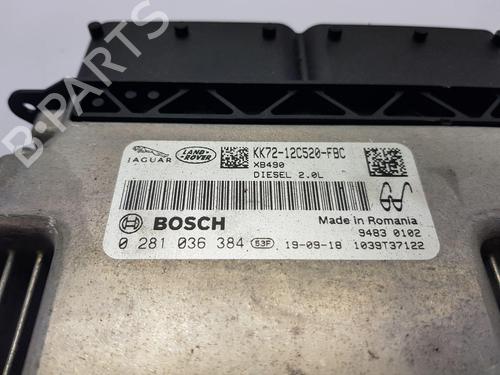 B-PARTS
JAGUAR
LAND ROVER
KK72-12C520-FBC
XB490
DIESEL 2.0L
BOSCH
Made in Romania
9483 0102
0 281 036 384 53F 19-09-18 1039T37122